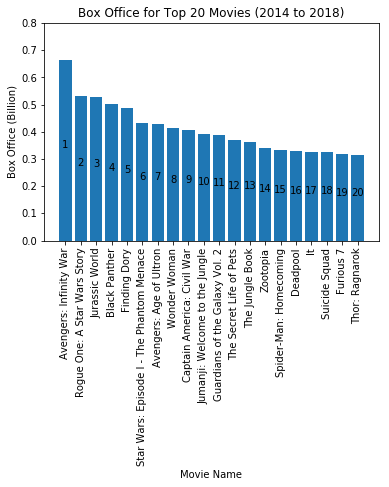 Box Office for Top 20 Movies (2014 to 2018)
Box Office (Billion)
0.8
0.7
0.6
0.5
0.4
0.3
0.2
0.1
0.0
1
2
3
4
5
6
7
8
9
10
11
12
13
14
15
16
17
18
19
20
Avengers: Infinity War
Rogue One: A Star Wars Story
Jurassic World
Black Panther
Finding Dory
Star Wars: Episode I - The Phantom Menace
Avengers: Age of Ultron
Wonder Woman
Captain America: Civil War
Jumanji: Welcome to the Jungle
Guardians of the Galaxy Vol. 2
The Secret Life of Pets
The Jungle Book
Zootopia
Spider-Man: Homecoming
Deadpool
It
Suicide Squad
Furious 7
Thor: Ragnarok
Movie Name